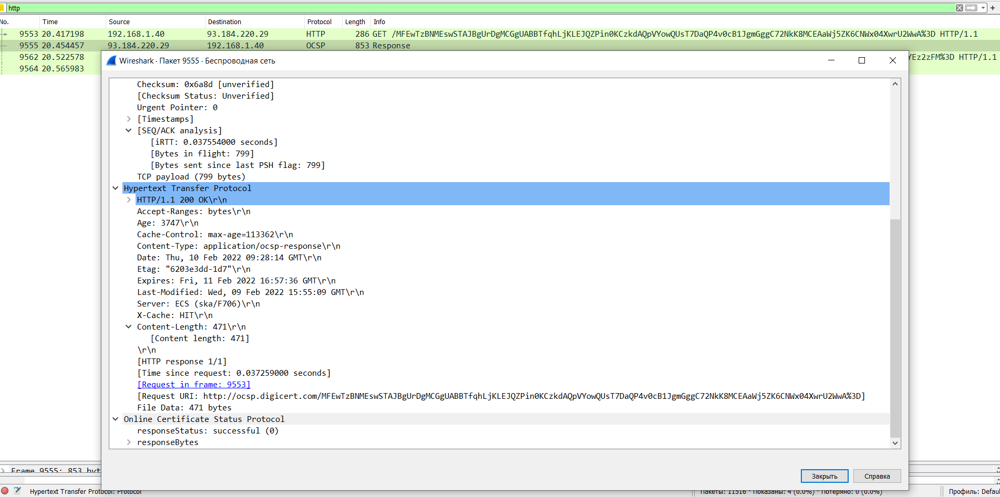 http
No. Time Source Destination Protocol Length Info
9553 20.417198 192.168.1.40 93.184.220.29 HTTP 286 GET /MFEwTzBNMEswSTAJBgUrDgMCGgUABBTfqhLjKLEJQZPin0KCzkdAQpVYowQUsT7DaQP4v0cB1JgmGggC72NkK8MCEAaWj5ZK6CNWx04XwrU2WwA%3D HTTP/1.1
9555 20.454457 93.184.220.29 192.168.1.40 OCSP 853 Response
9562 20.522578 YEz2zFM%3D HTTP/1.1
9564 20.565983
Wireshark · Пакет 9555 · Беспроводная сеть
Checksum: 0x6a8d [unverified]
[Checksum Status: Unverified]
Urgent Pointer: 0
[Timestamps]
[SEQ/ACK analysis]
[iRTT: 0.037554000 seconds]
[Bytes in flight: 799]
[Bytes sent since last PSH flag: 799]
TCP payload (799 bytes)
Hypertext Transfer Protocol
HTTP/1.1 200 OK\r\n
Accept-Ranges: bytes\r\n
Age: 3747\r\n
Cache-Control: max-age=113362\r\n
Content-Type: application/ocsp-response\r\n
Date: Thu, 10 Feb 2022 09:28:14 GMT\r\n
Etag: "6203e3dd-1d7"\r\n
Expires: Fri, 11 Feb 2022 16:57:36 GMT\r\n
Last-Modified: Wed, 09 Feb 2022 15:55:09 GMT\r\n
Server: ECS (ska/F706)\r\n
X-Cache: HIT\r\n
Content-Length: 471\r\n
[Content length: 471]
\r\n
[HTTP response 1/1]
[Time since request: 0.037259000 seconds]
[Request in frame: 9553]
[Request URI: http://ocsp.digicert.com/MFEwTzBNMEswSTAJBgUrDgMCGgUABBTfqhLjKLEJQZPin0KCzkdAQpVYowQUsT7DaQP4v0cB1JgmGggC72NkK8MCEAaWj5ZK6CNWx04XwrU2WwA%3D]
File Data: 471 bytes
Online Certificate Status Protocol
responseStatus: successful (0)
responseBytes
Frame 9555: 853 byt
Закрыть Справка
Hypertext Transfer Protocol: Protocol Пакеты: 11516 · Показаны: 4 (0.0%) · Потеряно: 0 (0.0%) Профиль: Defau